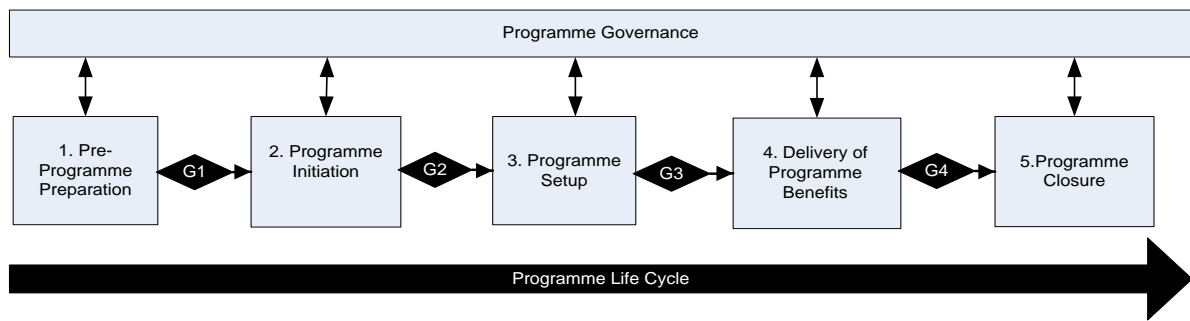 Programme Governance
1. Pre-
Programme
Preparation
G1
2. Programme
Initiation
G2
3. Programme
Setup
G3
4. Delivery of
Programme
Benefits
G4
5.Programme
Closure
Programme Life Cycle